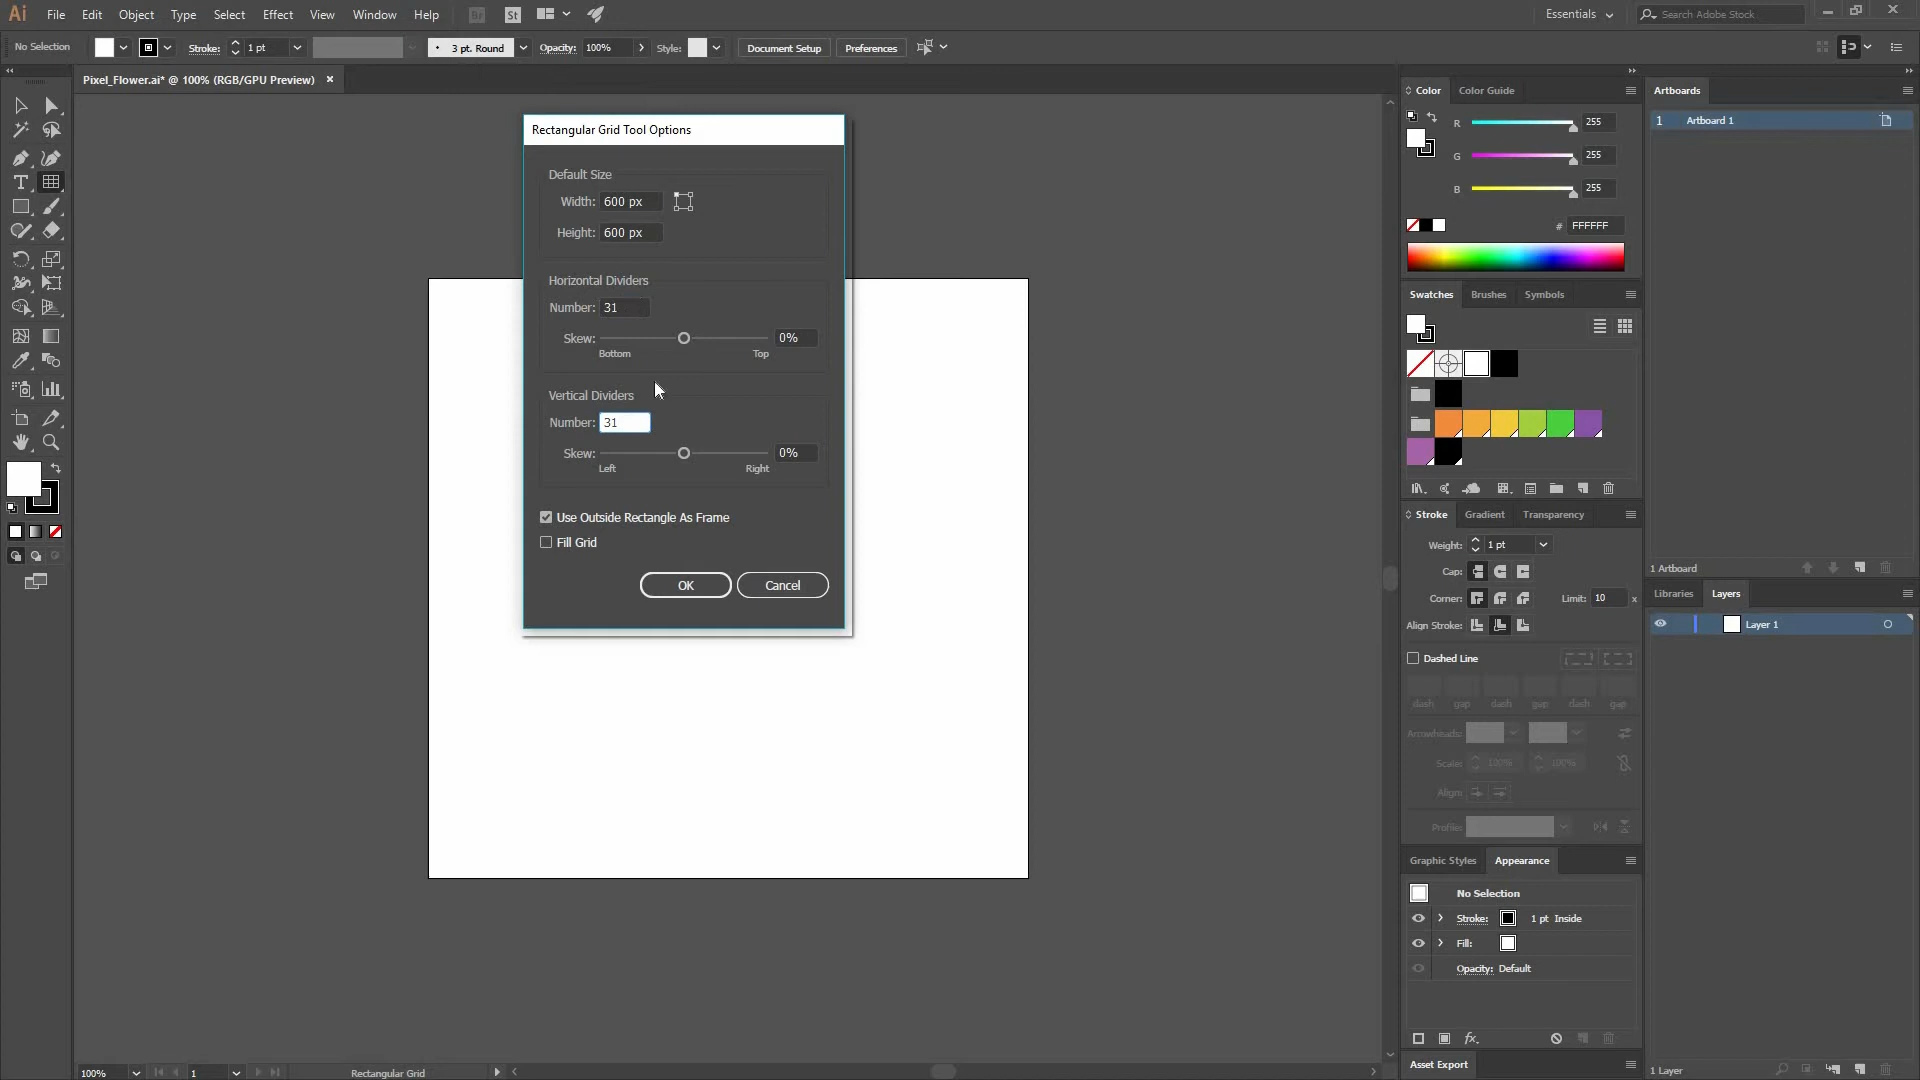 Ai File Edit Object Type Select Effect View Window Help Br St Essentials Search Adobe Stock
No Selection Stroke: 1 pt 3 pt. Round Opacity: 100% Style: Document Setup Preferences
Pixel_Flower.ai* @ 100% (RGB/GPU Preview)
Rectangular Grid Tool Options
Default Size
Width: 600 px
Height: 600 px
Horizontal Dividers
Number: 31
Skew: 0%
Bottom Top
Vertical Dividers
Number: 31
Skew: 0%
Left Right
Use Outside Rectangle As Frame
Fill Grid
OK Cancel
Color Color Guide
R 255
G 255
B 255
# FFFFFF
Swatches Brushes Symbols
Stroke Gradient Transparency
Weight: 1 pt
Cap:
Corner: Limit: 10 x
Align Stroke:
Dashed Line
dash gap dash gap dash gap
Arrowheads:
Scale: 100% 100%
Align:
Profile:
Graphic Styles Appearance
No Selection
Stroke: 1 pt Inside
Fill:
Opacity: Default
fx
Asset Export
Artboards
1 Artboard 1
1 Artboard
Libraries Layers
Layer 1
1 Layer
100% 1 Rectangular Grid